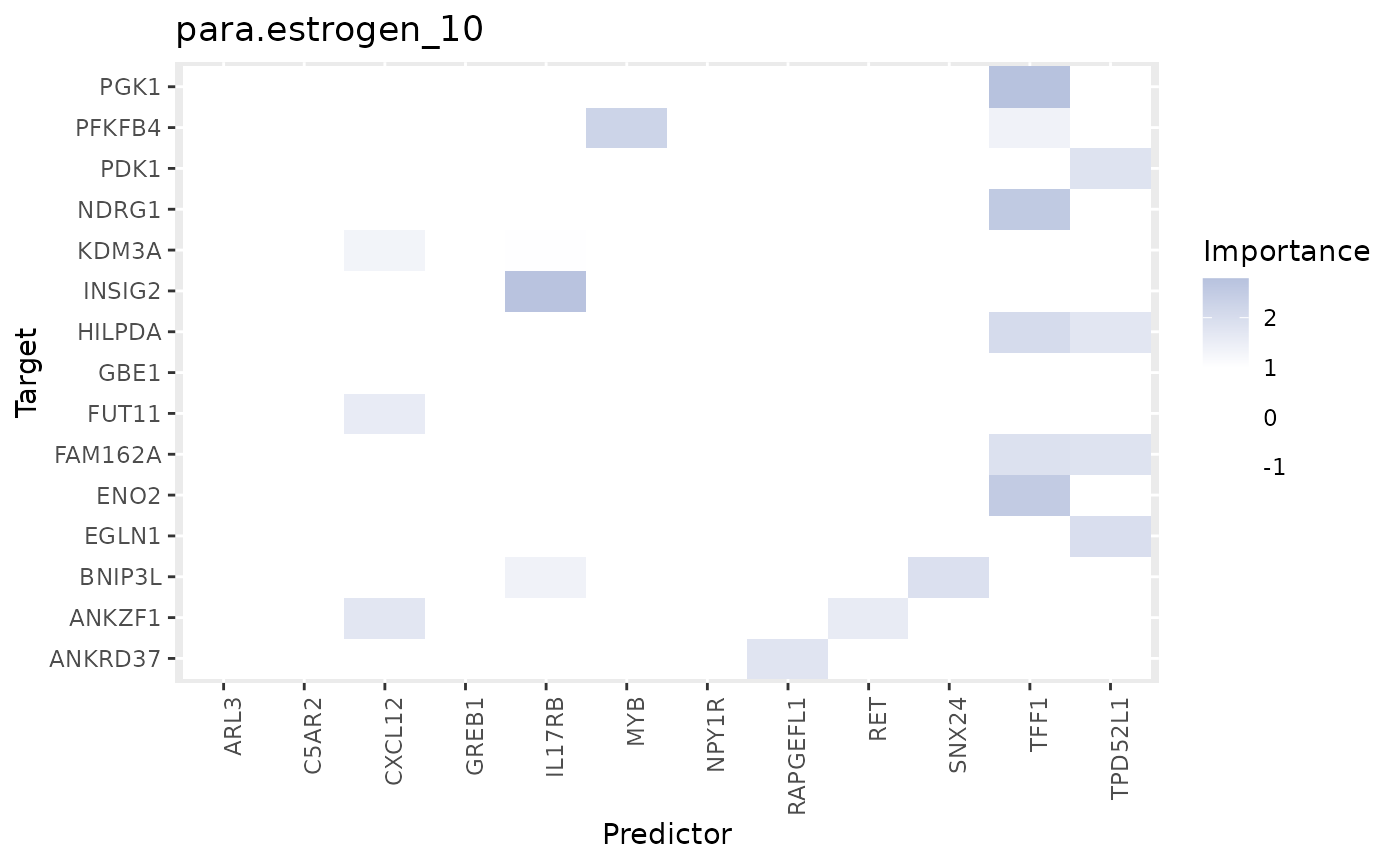 para.estrogen_10
PGK1
PFKFB4
PDK1
NDRG1
KDM3A
INSIG2
HILPDA
GBE1
FUT11
FAM162A
ENO2
EGLN1
BNIP3L
ANKZF1
ANKRD37
Target
ARL3
C5AR2
CXCL12
GREB1
IL17RB
MYB
NPY1R
RAPGEFL1
RET
SNX24
TFF1
TPD52L1
Predictor
Importance
2
1
0
-1